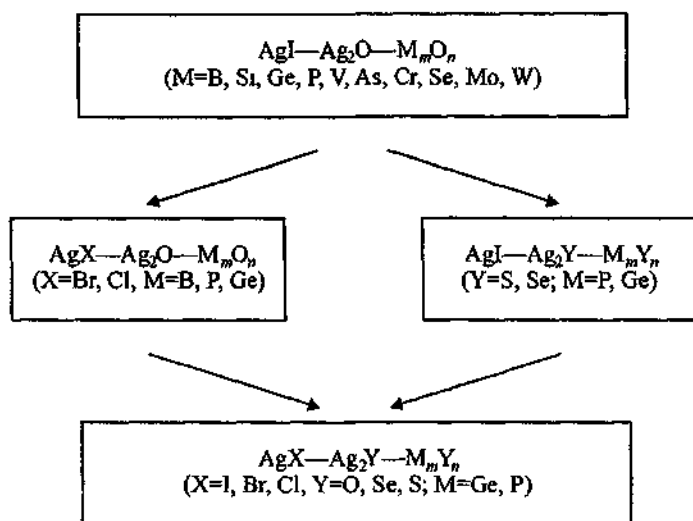 AgI—Ag₂O—MₘOₙ
(M=B, Si, Ge, P, V, As, Cr, Se, Mo, W)
AgX—Ag₂O—MₘOₙ
(X=Br, Cl, M=B, P, Ge)
AgI—Ag₂Y—MₘYₙ
(Y=S, Se; M=P, Ge)
AgX—Ag₂Y—MₘYₙ
(X=I, Br, Cl, Y=O, Se, S; M=Ge, P)